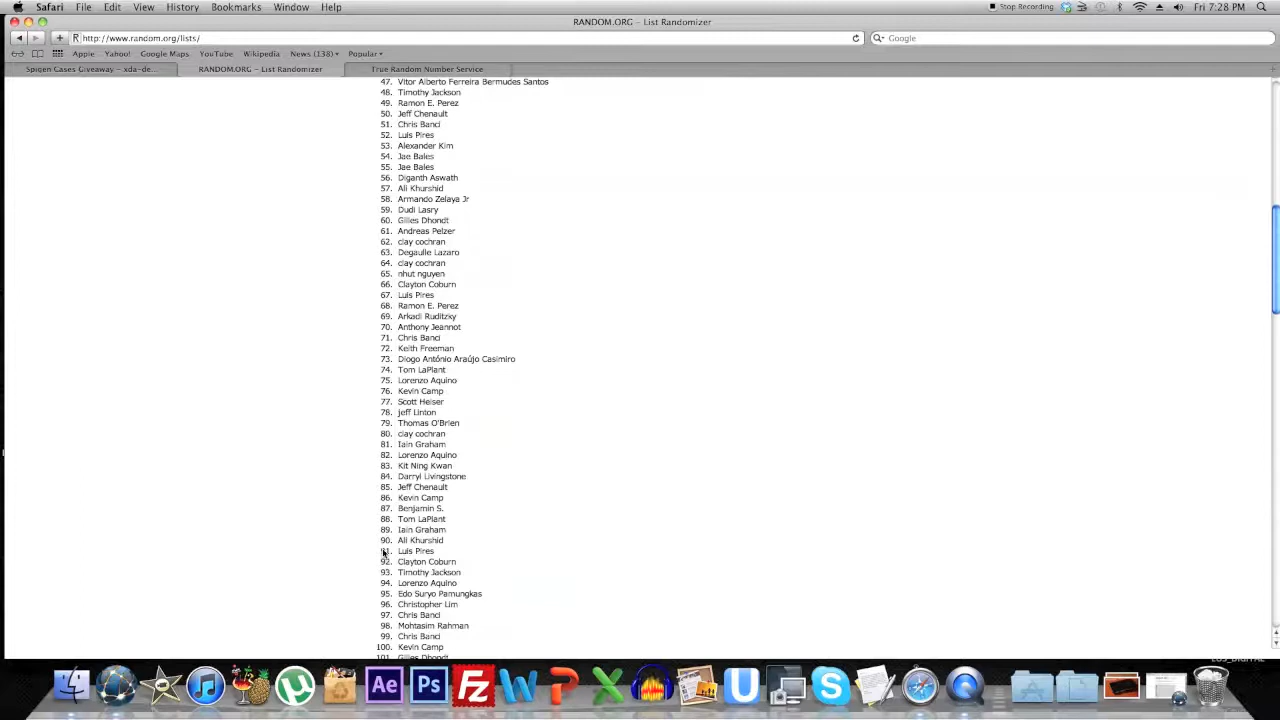 Safari File Edit View History Bookmarks Window Help
Stop Recording
Fri 7:28 PM
RANDOM.ORG – List Randomizer
http://www.random.org/lists/
Google
Apple Yahoo! Google Maps YouTube Wikipedia News (138) Popular
Spigen Cases Giveaway – xda-de...
RANDOM.ORG – List Randomizer
True Random Number Service
47. Vitor Alberto Ferreira Bermudes Santos
48. Timothy Jackson
49. Ramon E. Perez
50. Jeff Chenault
51. Chris Banci
52. Luis Pires
53. Alexander Kim
54. Jae Bales
55. Jae Bales
56. Diganth Aswath
57. Ali Khurshid
58. Armando Zelaya Jr
59. Dudi Lasry
60. Gilles Dhondt
61. Andreas Pelzer
62. clay cochran
63. Degaulle Lazaro
64. clay cochran
65. nhut nguyen
66. Clayton Coburn
67. Luis Pires
68. Ramon E. Perez
69. Arkadi Ruditzky
70. Anthony Jeannot
71. Chris Banci
72. Keith Freeman
73. Diogo António Araújo Casimiro
74. Tom LaPlant
75. Lorenzo Aquino
76. Kevin Camp
77. Scott Heiser
78. jeff Linton
79. Thomas O'Brien
80. clay cochran
81. Iain Graham
82. Lorenzo Aquino
83. Kit Ning Kwan
84. Darryl Livingstone
85. Jeff Chenault
86. Kevin Camp
87. Benjamin S.
88. Tom LaPlant
89. Iain Graham
90. Ali Khurshid
91. Luis Pires
92. Clayton Coburn
93. Timothy Jackson
94. Lorenzo Aquino
95. Edo Suryo Pamungkas
96. Christopher Lim
97. Chris Banci
98. Mohtasim Rahman
99. Chris Banci
100. Kevin Camp
101. Gilles Dhondt
Ae Ps Fz W P X U S